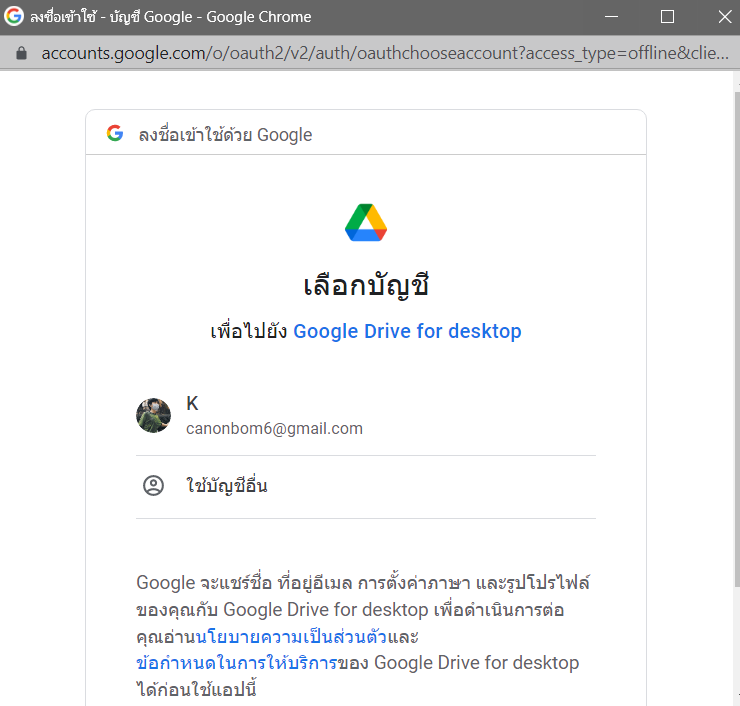 ลงชื่อเข้าใช้ - บัญชี Google - Google Chrome
accounts.google.com/o/oauth2/v2/auth/oauthchooseaccount?access_type=offline&clie...
ลงชื่อเข้าใช้ด้วย Google
เลือกบัญชี
เพื่อไปยัง Google Drive for desktop
K
canonbom6@gmail.com
ใช้บัญชีอื่น
Google จะแชร์ชื่อ ที่อยู่อีเมล การตั้งค่าภาษา และรูปโปรไฟล์
ของคุณกับ Google Drive for desktop เพื่อดำเนินการต่อ
คุณอ่านนโยบายความเป็นส่วนตัวและ
ข้อกำหนดในการให้บริการของ Google Drive for desktop
ได้ก่อนใช้แอปนี้